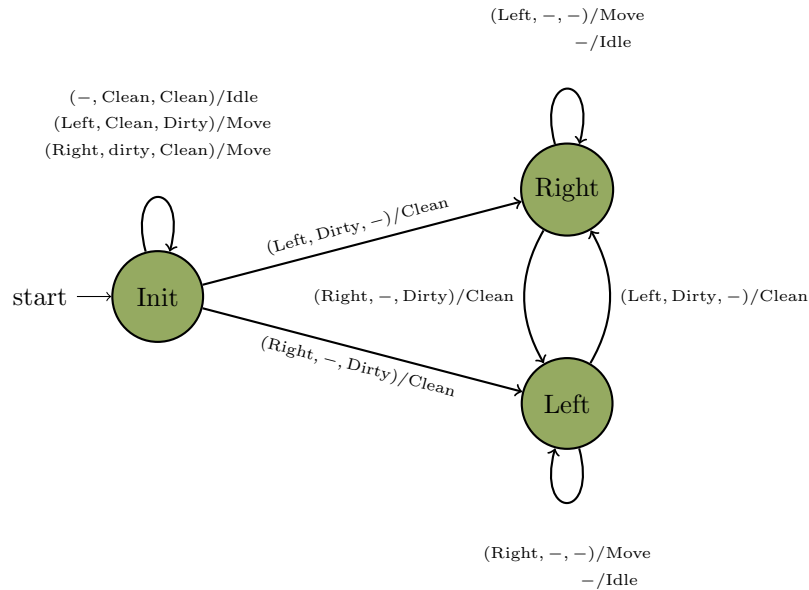 (Left, −, −)/Move
−/Idle
(−, Clean, Clean)/Idle
(Left, Clean, Dirty)/Move
(Right, dirty, Clean)/Move
Right
(Left, Dirty, −)/Clean
start
Init
(Right, −, Dirty)/Clean
(Left, Dirty, −)/Clean
(Right, −, Dirty)/Clean
Left
(Right, −, −)/Move
−/Idle